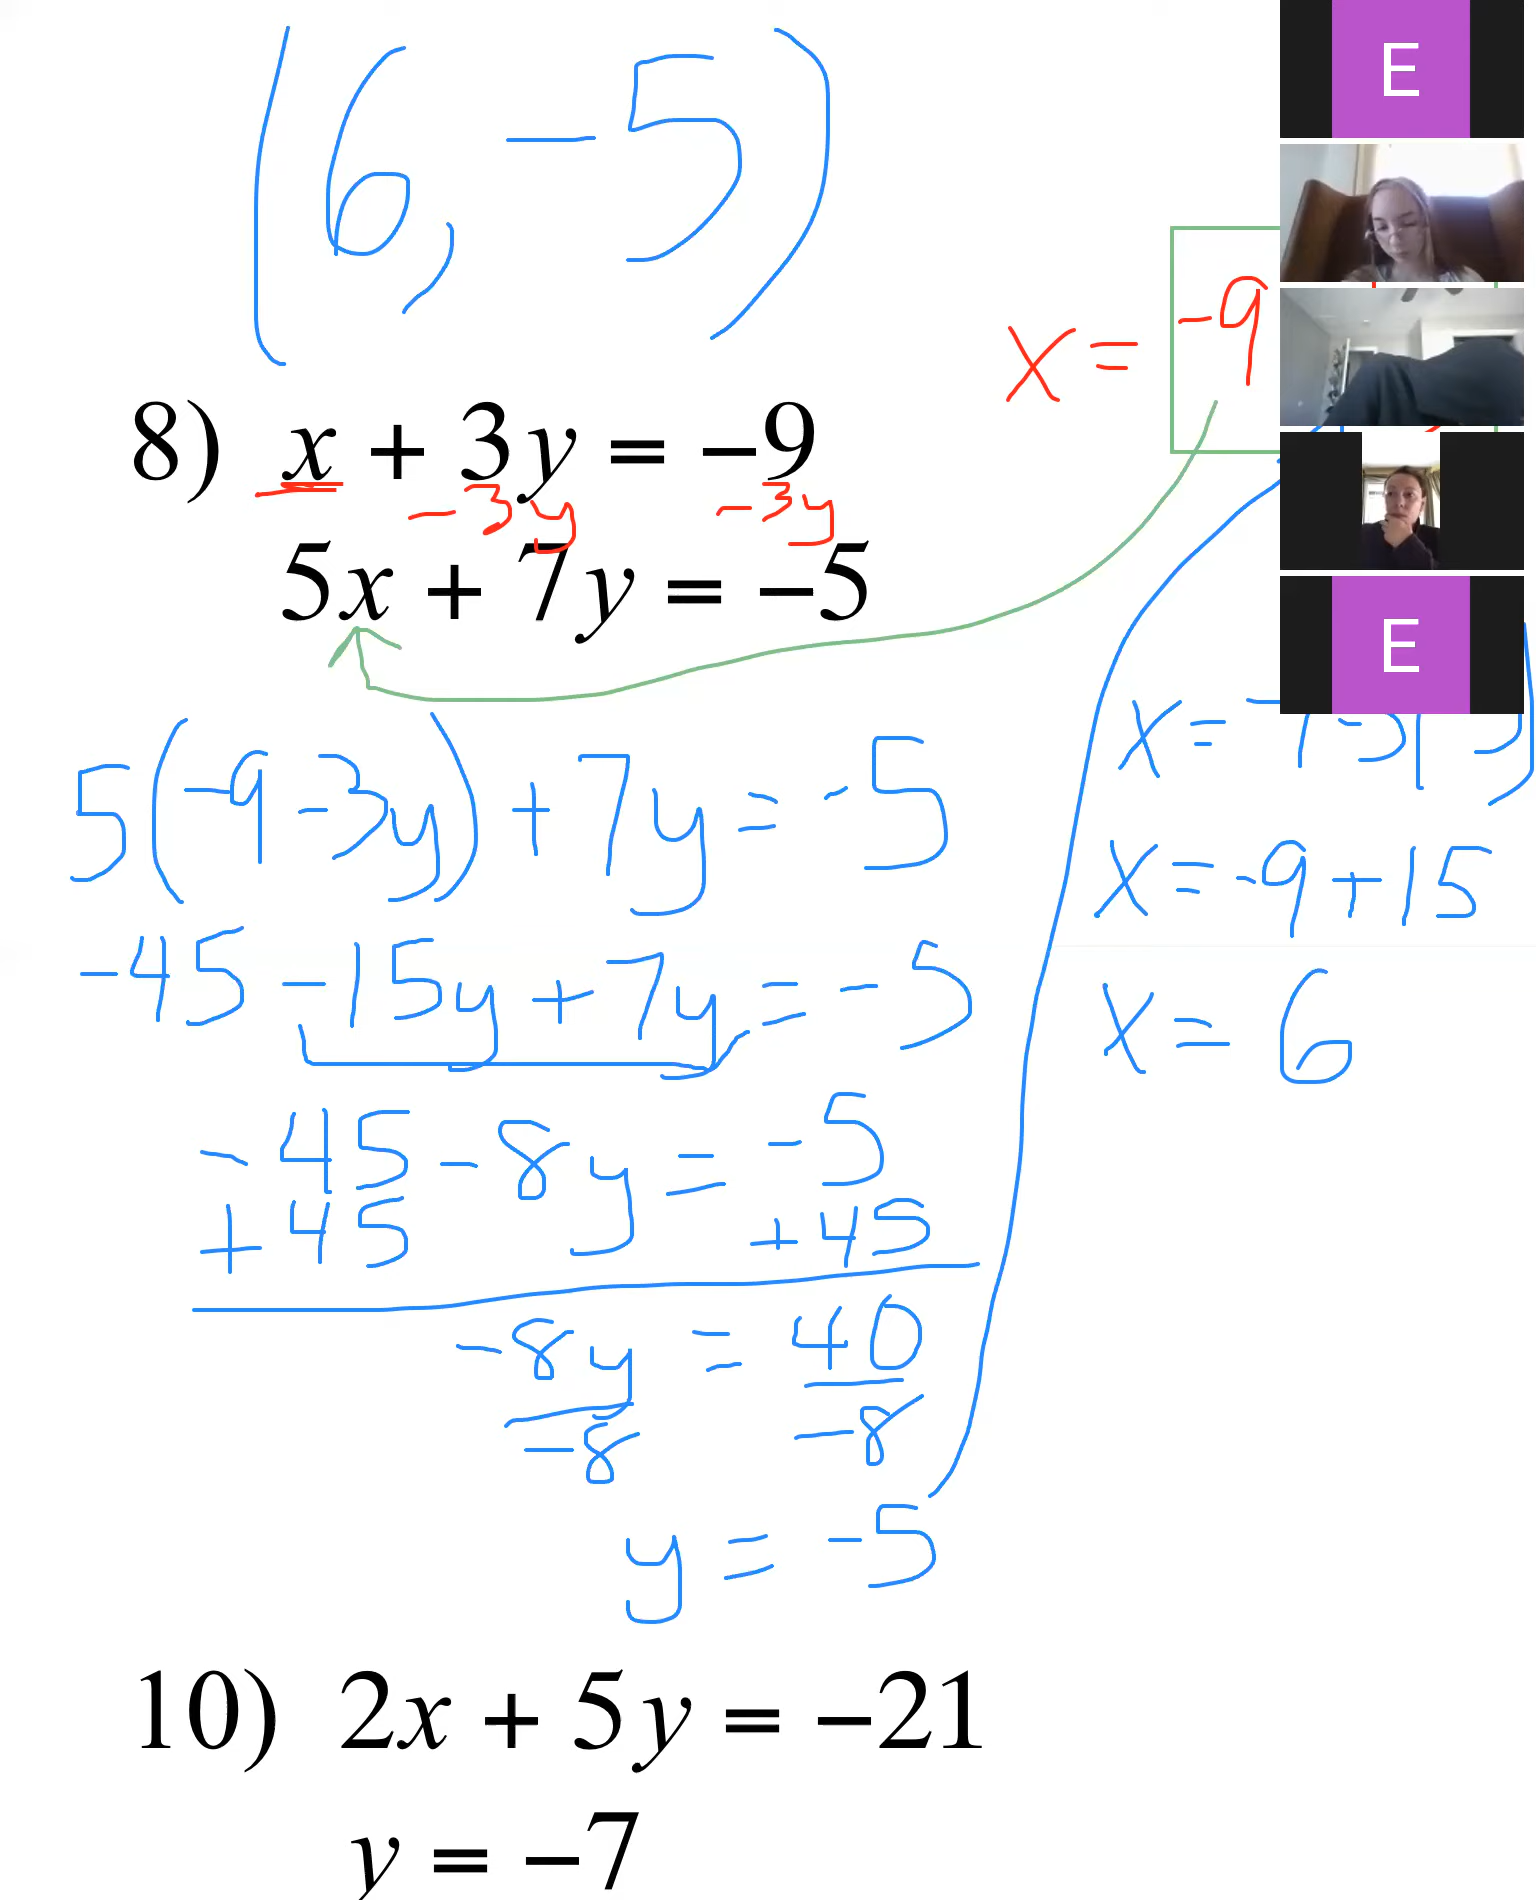 (6, -5)
E
x = -9
8) x + 3y = -9
-3y -3y
5x + 7y = -5
E
5(-9 -3y) + 7y = -5
x =
-45 -15y + 7y = -5
x = -9 + 15
-45 - 8y = -5
x = 6
+ 45 + 45
-8y = 40
-8 -8
y = -5
10) 2x + 5y = -21
y = -7